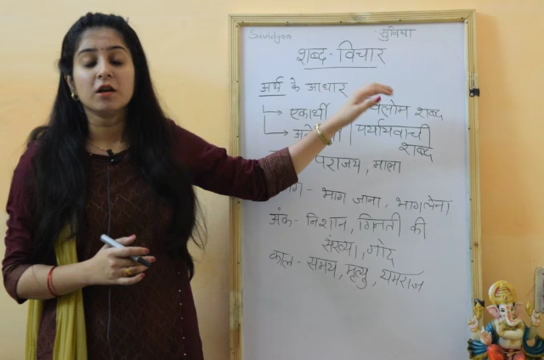 Suvidya सुविधा
शब्द - विचार
अर्थ के आधार
→ एकार्थी शब्द
→ पर्यायवाची
शब्द
पराजय, माला
भाग जाना, भाग लेना
अंक - निशान, गिनती की
संख्या, गोद
काल - समय, मृत्यु, यमराज